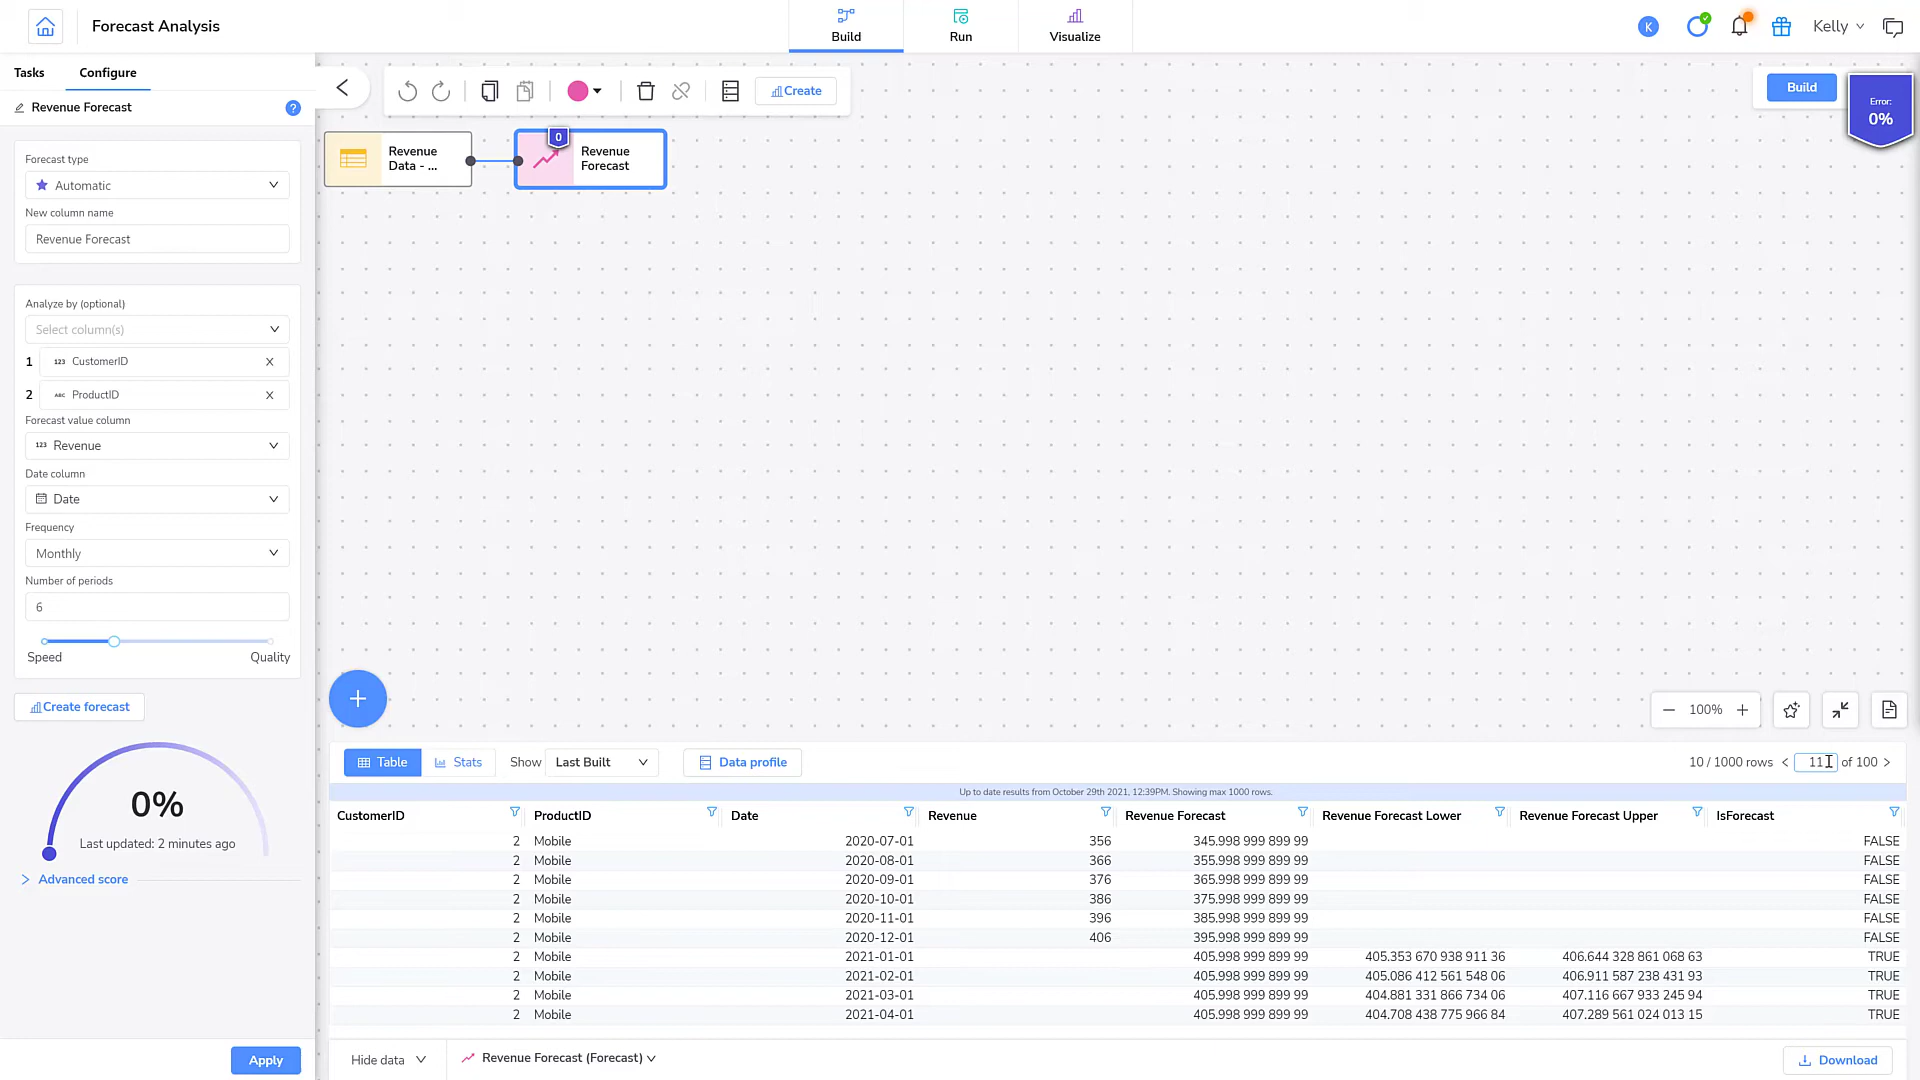 Forecast Analysis
Build
Run
Visualize
K
Kelly
Tasks
Configure
Revenue Forecast
?
Create
Build
Error:
0%
Revenue
Data - ...
0
Revenue
Forecast
Forecast type
Automatic
New column name
Revenue Forecast
Analyze by (optional)
Select column(s)
1 123 CustomerID X
2 ABC ProductID X
Forecast value column
123 Revenue
Date column
Date
Frequency
Monthly
Number of periods
6
Speed Quality
Create forecast
0%
Last updated: 2 minutes ago
Advanced score
Apply
100%
Table
Stats
Show Last Built
Data profile
10 / 1000 rows < 11 of 100 >
Up to date results from October 29th 2021, 12:39PM. Showing max 1000 rows.
CustomerID ProductID Date Revenue Revenue Forecast Revenue Forecast Lower Revenue Forecast Upper IsForecast
2 Mobile 2020-07-01 356 345.998 999 899 99 FALSE
2 Mobile 2020-08-01 366 355.998 999 899 99 FALSE
2 Mobile 2020-09-01 376 365.998 999 899 99 FALSE
2 Mobile 2020-10-01 386 375.998 999 899 99 FALSE
2 Mobile 2020-11-01 396 385.998 999 899 99 FALSE
2 Mobile 2020-12-01 406 395.998 999 899 99 FALSE
2 Mobile 2021-01-01 405.998 999 899 99 405.353 670 938 911 36 406.644 328 861 068 63 TRUE
2 Mobile 2021-02-01 405.998 999 899 99 405.086 412 561 548 06 406.911 587 238 431 93 TRUE
2 Mobile 2021-03-01 405.998 999 899 99 404.881 331 866 734 06 407.116 667 933 245 94 TRUE
2 Mobile 2021-04-01 405.998 999 899 99 404.708 438 775 966 84 407.289 561 024 013 15 TRUE
Hide data
Revenue Forecast (Forecast)
Download